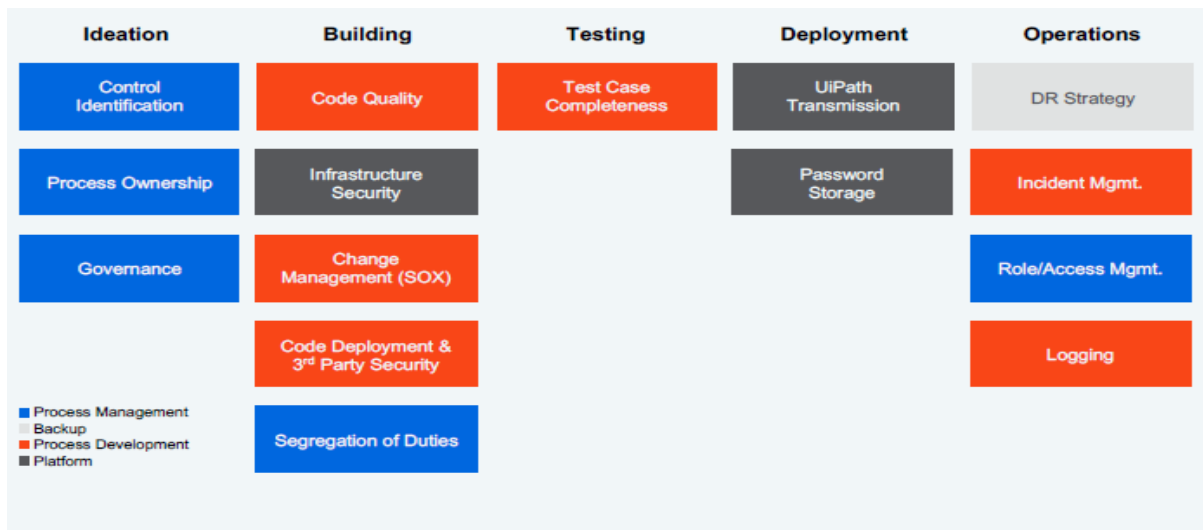 Ideation
Building
Testing
Deployment
Operations
Control
Identification
Code Quality
Test Case
Completeness
UiPath
Transmission
DR Strategy
Process Ownership
Infrastructure
Security
Password
Storage
Incident Mgmt.
Governance
Change
Management (SOX)
Role/Access Mgmt.
Code Deployment &
3rd Party Security
Logging
Process Management
Backup
Process Development
Platform
Segregation of Duties